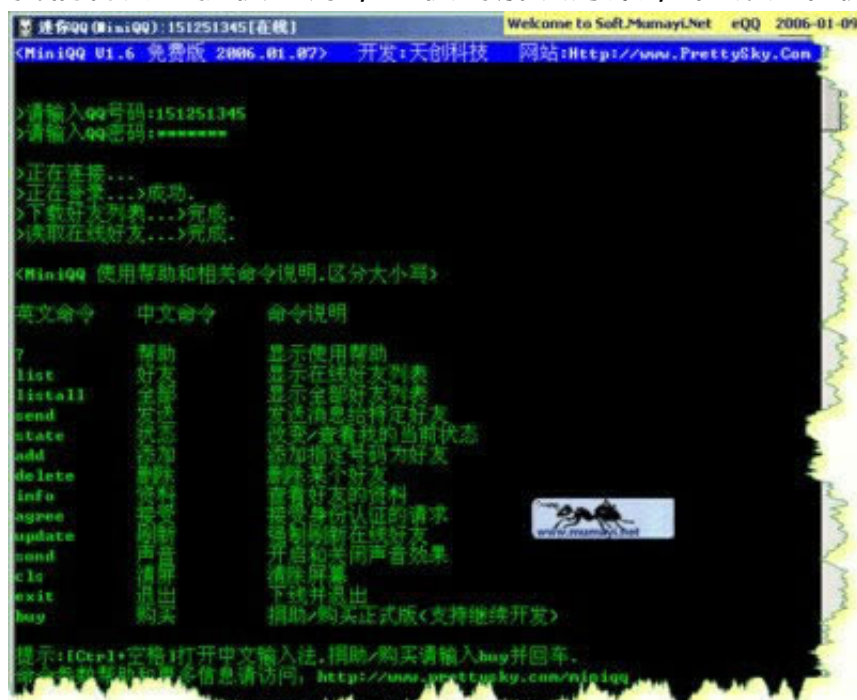 迷你QQ(MiniQQ):151251345[在线]
Welcome to Soft.Mumayi.Net eQQ 2006-01-09
<MiniQQ V1.6 免费版 2006.01.07> 开发:天创科技 网站:Http://www.PrettySky.Com
>请输入QQ号码:151251345
>请输入QQ密码:*******
>正在连接...
>正在登录...>成功.
>下载好友列表...>完成.
>读取在线好友...>完成.
<MiniQQ 使用帮助和相关命令说明.区分大小写>
英文命令 中文命令 命令说明
? 帮助 显示使用帮助
list 好友 显示在线好友列表
listall 全部 显示全部好友列表
send 发送 发送消息给特定好友
state 状态 改变/查看我的当前状态
add 添加 添加指定号码为好友
delete 删除 删除某个好友
info 资料 查看好友的资料
agree 接受 接受身份认证的请求
update 刷新 强制刷新在线好友
sond 声音 开启和关闭声音效果
cls 清屏 清除屏幕
exit 退出 下线并退出
buy 购买 捐助/购买正式版<支持继续开发>
www.mumayi.net
提示:[Ctrl+空格]打开中文输入法.捐助/购买请输入buy并回车.
多信息请访问: http://www.prettysky.com/miniqq